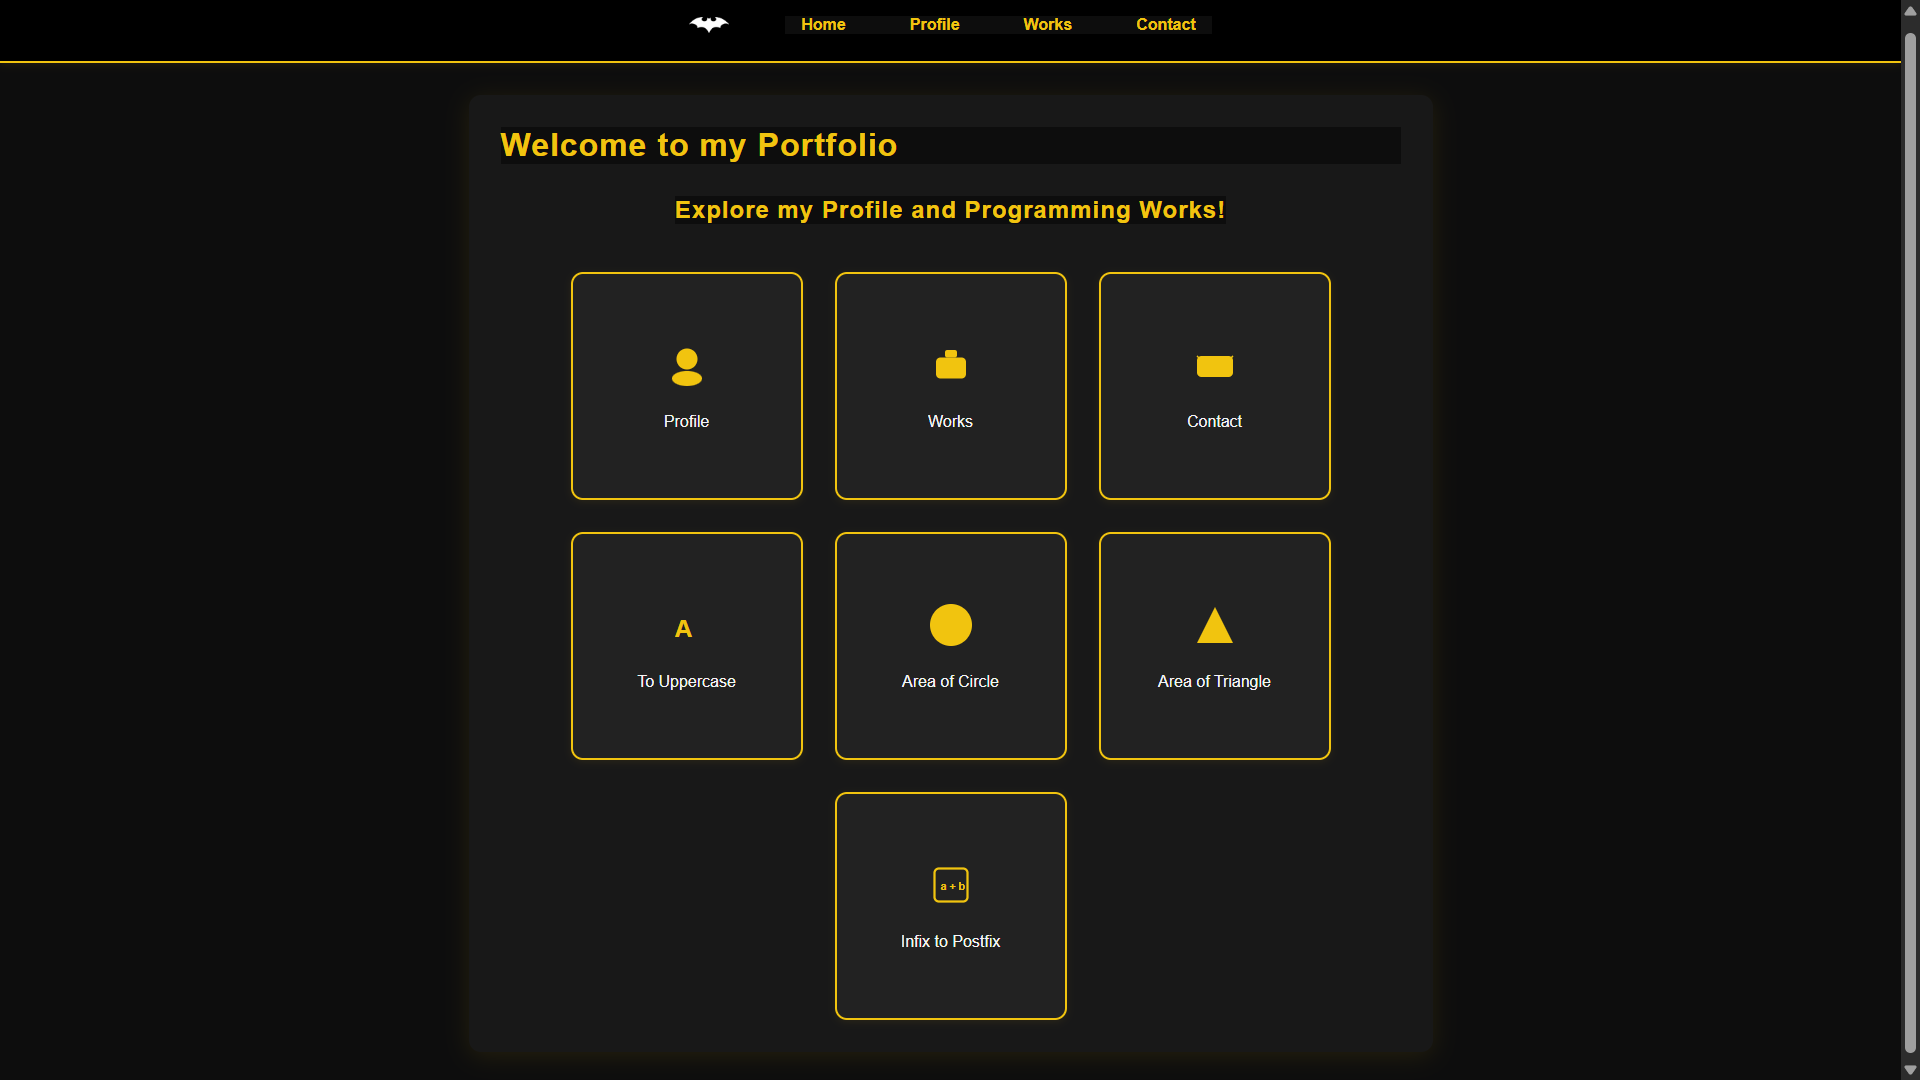 Home Profile Works Contact
Welcome to my Portfolio
Explore my Profile and Programming Works!
Profile
Works
Contact
A
To Uppercase
Area of Circle
Area of Triangle
a + b
Infix to Postfix